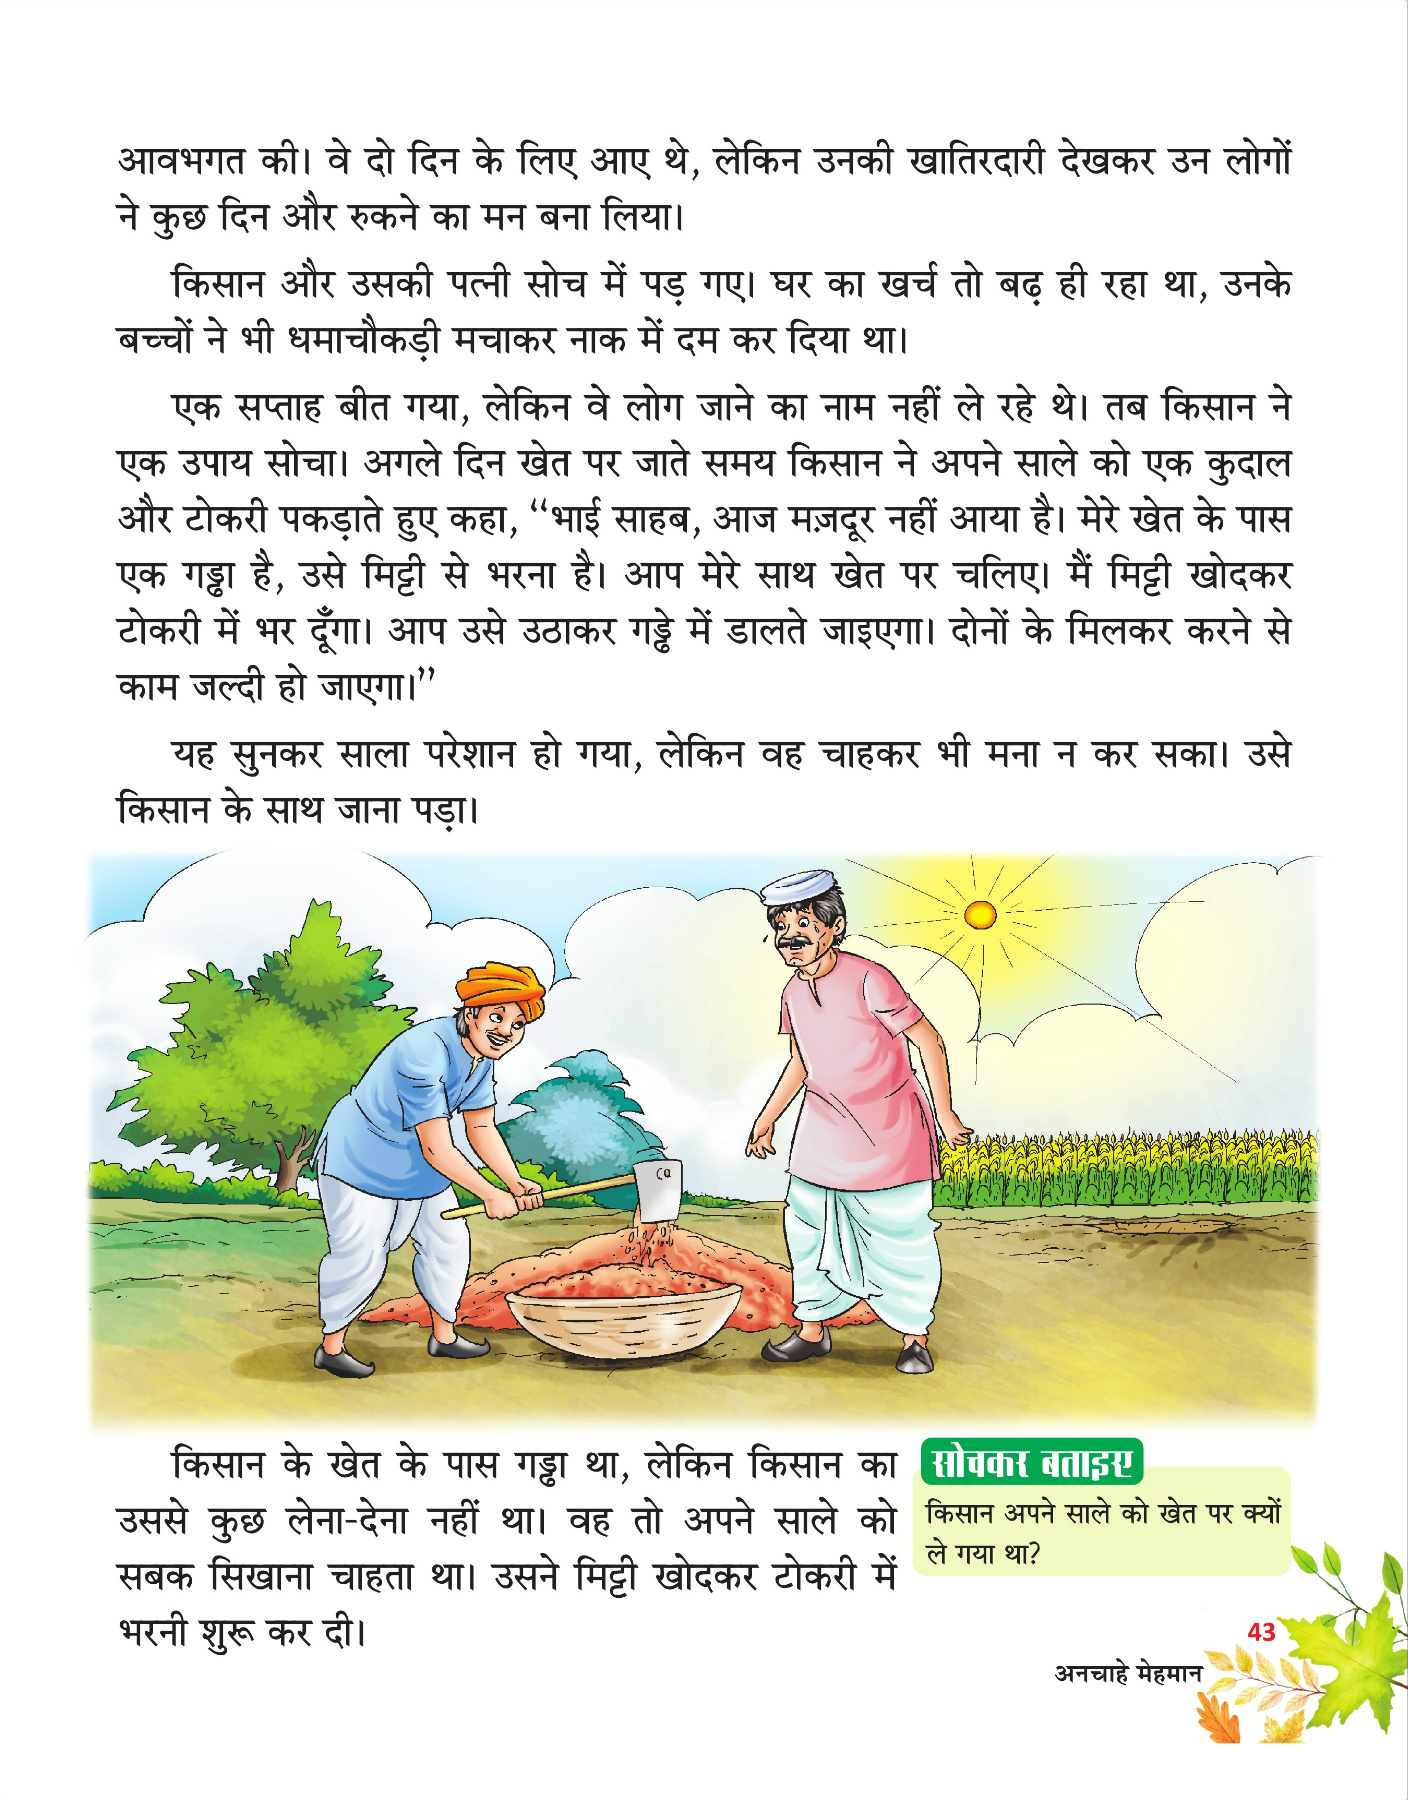 आवभगत की। वे दो दिन के लिए आए थे, लेकिन उनकी खातिरदारी देखकर उन लोगों
ने कुछ दिन और रुकने का मन बना लिया।
किसान और उसकी पत्नी सोच में पड़ गए। घर का खर्च तो बढ़ ही रहा था, उनके
बच्चों ने भी धमाचौकड़ी मचाकर नाक में दम कर दिया था।
एक सप्ताह बीत गया, लेकिन वे लोग जाने का नाम नहीं ले रहे थे। तब किसान ने
एक उपाय सोचा। अगले दिन खेत पर जाते समय किसान ने अपने साले को एक कुदाल
और टोकरी पकड़ाते हुए कहा, “भाई साहब, आज मज़दूर नहीं आया है। मेरे खेत के पास
एक गड्ढा है, उसे मिट्टी से भरना है। आप मेरे साथ खेत पर चलिए। मैं मिट्टी खोदकर
टोकरी में भर दूँगा। आप उसे उठाकर गड्ढे में डालते जाइएगा। दोनों के मिलकर करने से
काम जल्दी हो जाएगा।”
यह सुनकर साला परेशान हो गया, लेकिन वह चाहकर भी मना न कर सका। उसे
किसान के साथ जाना पड़ा।
किसान के खेत के पास गड्ढा था, लेकिन किसान का
उससे कुछ लेना-देना नहीं था। वह तो अपने साले को
सबक सिखाना चाहता था। उसने मिट्टी खोदकर टोकरी में
भरनी शुरू कर दी।
सोचकर बताइए
किसान अपने साले को खेत पर क्यों
ले गया था?
43
अनचाहे मेहमान